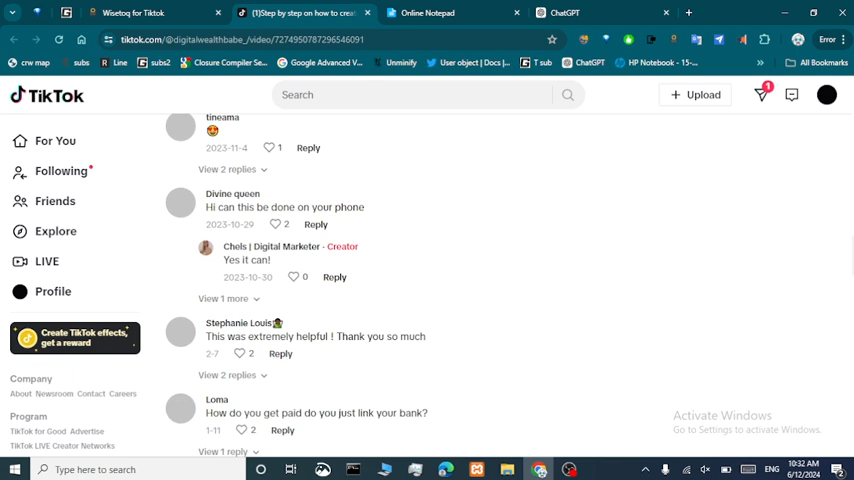 Wisetoq for Tiktok
(1)Step by step on how to creat
Online Notepad
ChatGPT
tiktok.com/@digitalwealthbabe_/video/7274950787296546091
Error
crw map
subs
Line
subs2
Closure Compiler Se...
Google Advanced V...
Unminify
User object | Docs |...
T sub
ChatGPT
HP Notebook - 15-...
All Bookmarks
TikTok
Search
Upload
1
For You
Following
Friends
Explore
LIVE
Profile
Create TikTok effects,
get a reward
Company
About Newsroom Contact Careers
Program
TikTok for Good Advertise
TikTok LIVE Creator Networks
tineama
2023-11-4 1 Reply
View 2 replies
Divine queen
Hi can this be done on your phone
2023-10-29 2 Reply
Chels | Digital Marketer · Creator
Yes it can!
2023-10-30 0 Reply
View 1 more
Stephanie Louis
This was extremely helpful ! Thank you so much
2-7 2 Reply
View 2 replies
Loma
How do you get paid do you just link your bank?
1-11 2 Reply
View 1 reply
Activate Windows
Go to Settings to activate Windows.
Type here to search
ENG
10:32 AM
6/12/2024
2